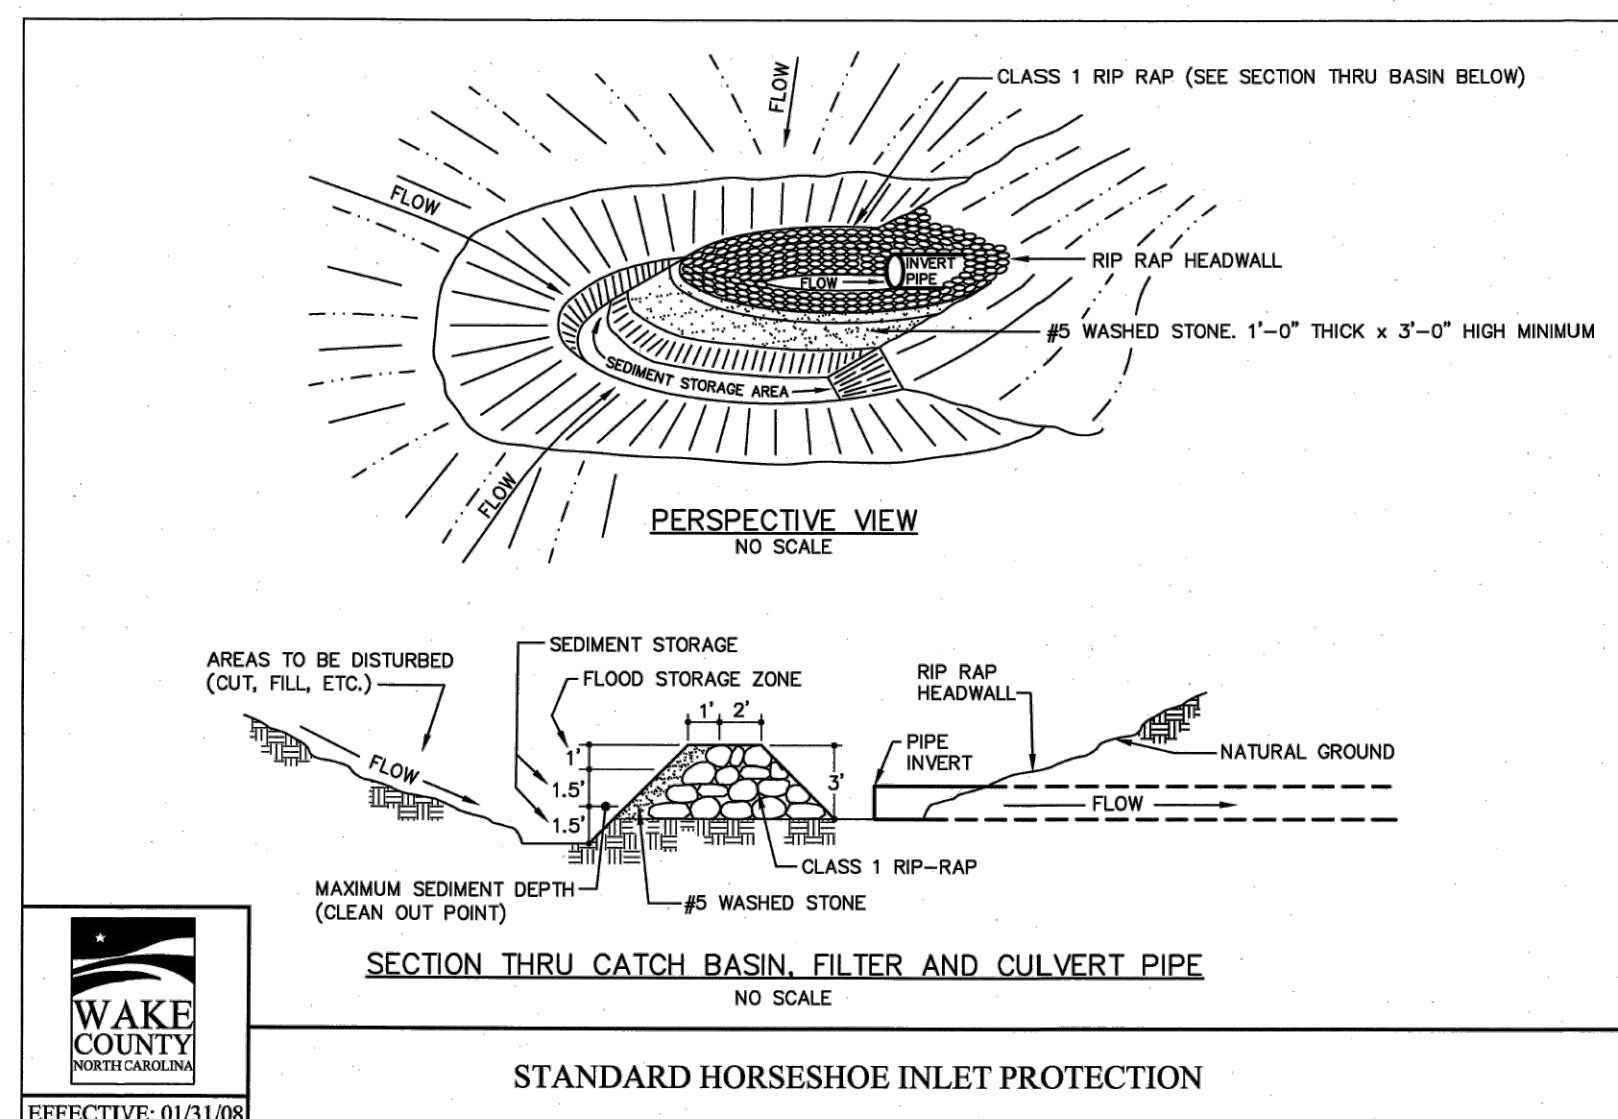 FLOW
CLASS 1 RIP RAP (SEE SECTION THRU BASIN BELOW)
FLOW
RIP RAP HEADWALL
INVERT
PIPE
FLOW
#5 WASHED STONE. 1'-0" THICK x 3'-0" HIGH MINIMUM
SEDIMENT STORAGE AREA
FLOW
PERSPECTIVE VIEW
NO SCALE
SEDIMENT STORAGE
AREAS TO BE DISTURBED
(CUT, FILL, ETC.)
FLOOD STORAGE ZONE
RIP RAP
HEADWALL
1' 2'
PIPE
INVERT
NATURAL GROUND
FLOW
1'
1.5'
1.5'
3'
FLOW
CLASS 1 RIP-RAP
MAXIMUM SEDIMENT DEPTH
(CLEAN OUT POINT)
#5 WASHED STONE
SECTION THRU CATCH BASIN, FILTER AND CULVERT PIPE
NO SCALE
WAKE
COUNTY
NORTH CAROLINA
STANDARD HORSESHOE INLET PROTECTION
EFFECTIVE: 01/31/08